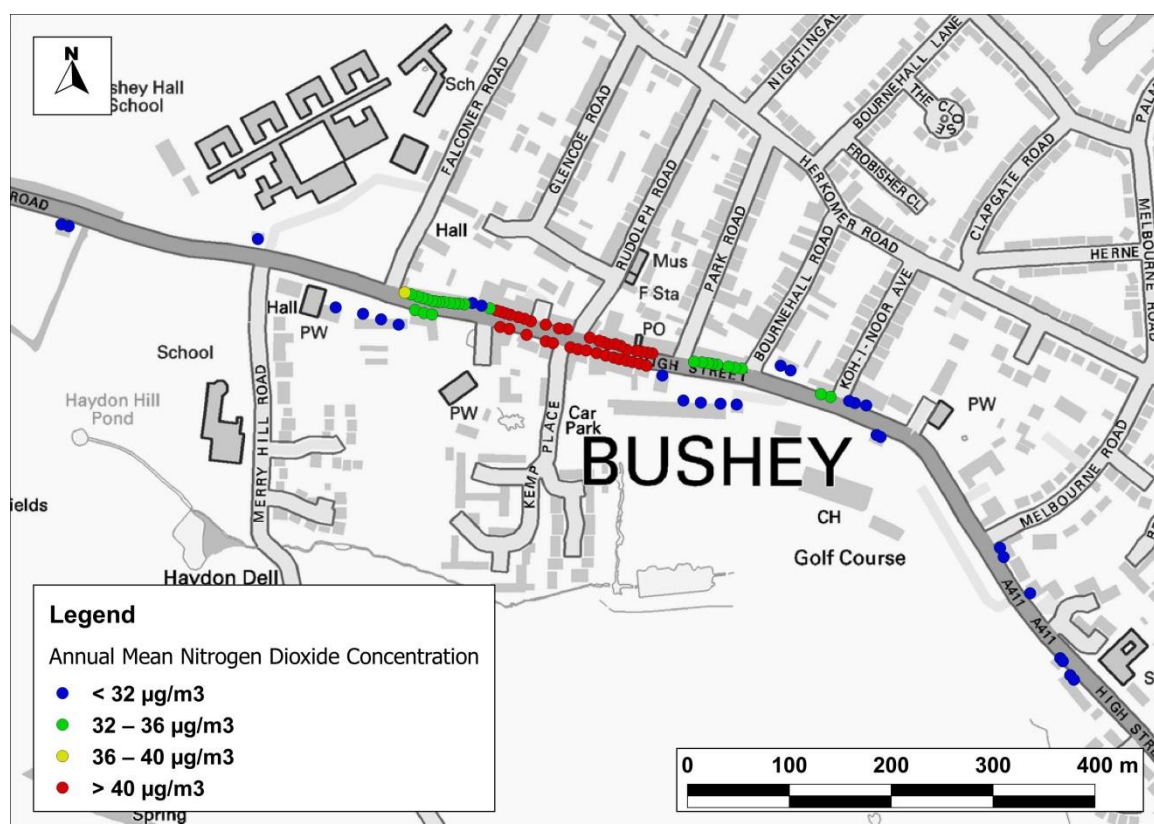 N
shey Hall
School
Sch
FALCONER ROAD
GLENCOE ROAD
RUDOLPH ROAD
PARK ROAD
NIGHTINGAL
BOURNEHALL LANE
THE
CLOSE
FROBISHER CL
HERKOMER ROAD
CLAPGATE ROAD
PALA
MELBOURNE ROAD
HERNE
ROAD
Hall
Mus
F Sta
BOURNEHALL ROAD
KOH-I-NOOR AVE
Hall
PW
PO
HIGH STREET
School
Haydon Hill
Pond
MERRY HILL ROAD
PW
KEMP PLACE
Car
Park
BUSHEY
PW
MELBOURNE ROAD
CH
Golf Course
ields
Haydon Dell
A411
A411
HIGH STRE
S
Legend
Annual Mean Nitrogen Dioxide Concentration
< 32 µg/m3
32 – 36 µg/m3
36 – 40 µg/m3
> 40 µg/m3
Spring
0 100 200 300 400 m